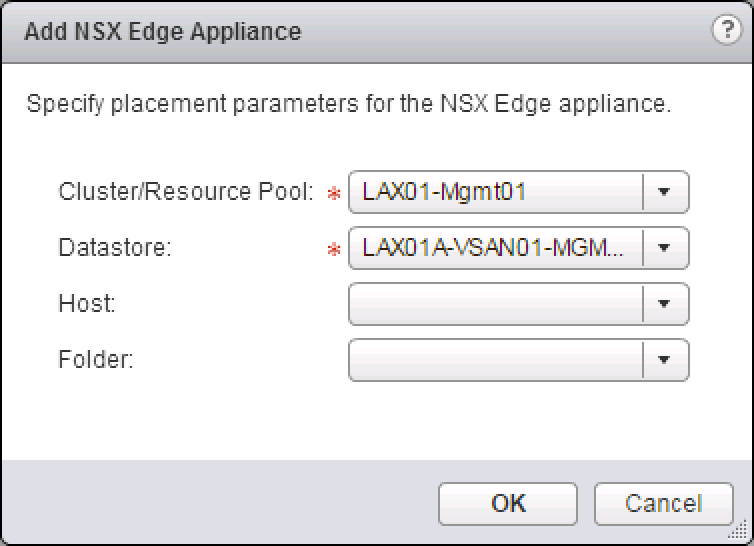 Add NSX Edge Appliance ?
Specify placement parameters for the NSX Edge appliance.
Cluster/Resource Pool: * LAX01-Mgmt01
Datastore: * LAX01A-VSAN01-MGM...
Host:
Folder:
OK Cancel